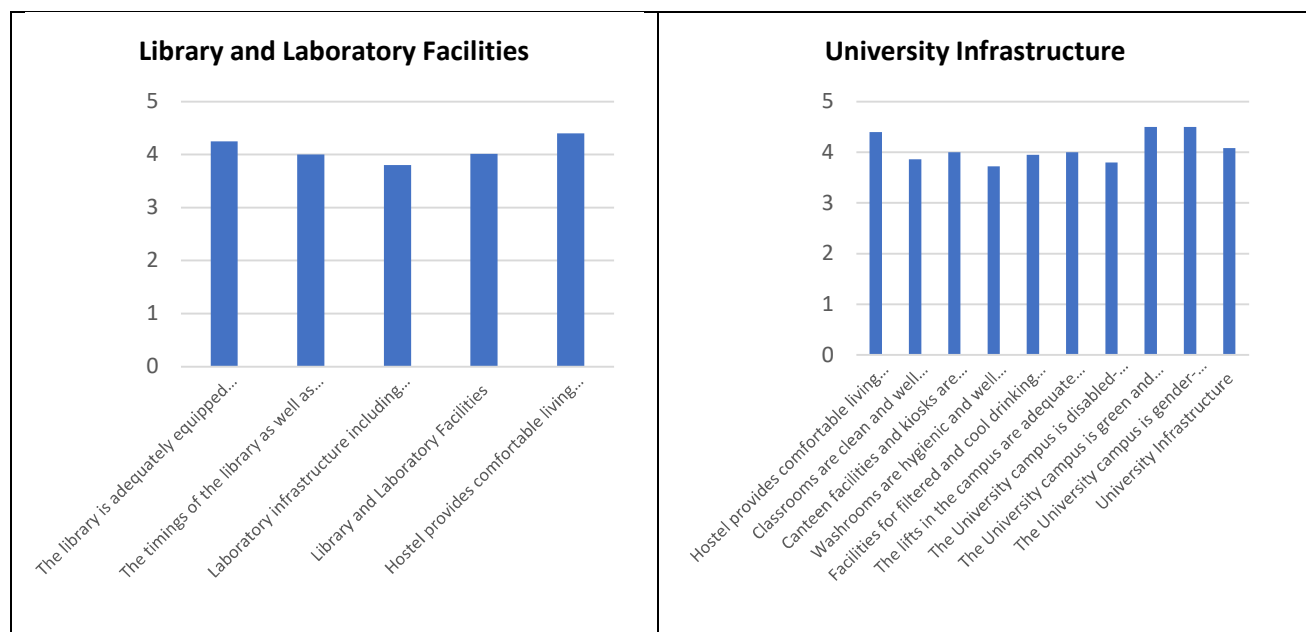 Library and Laboratory Facilities
5
4
3
2
1
0
The library is adequately equipped...
The timings of the library as well as...
Laboratory infrastructure including...
Library and Laboratory Facilities
Hostel provides comfortable living...
University Infrastructure
5
4
3
2
1
0
Hostel provides comfortable living...
Classrooms are clean and well...
Canteen facilities and kiosks are...
Washrooms are hygienic and well...
Facilities for filtered and cool drinking...
The lifts in the campus are adequate...
The University campus is disabled-...
The University campus is green and...
The University campus is gender-...
University Infrastructure